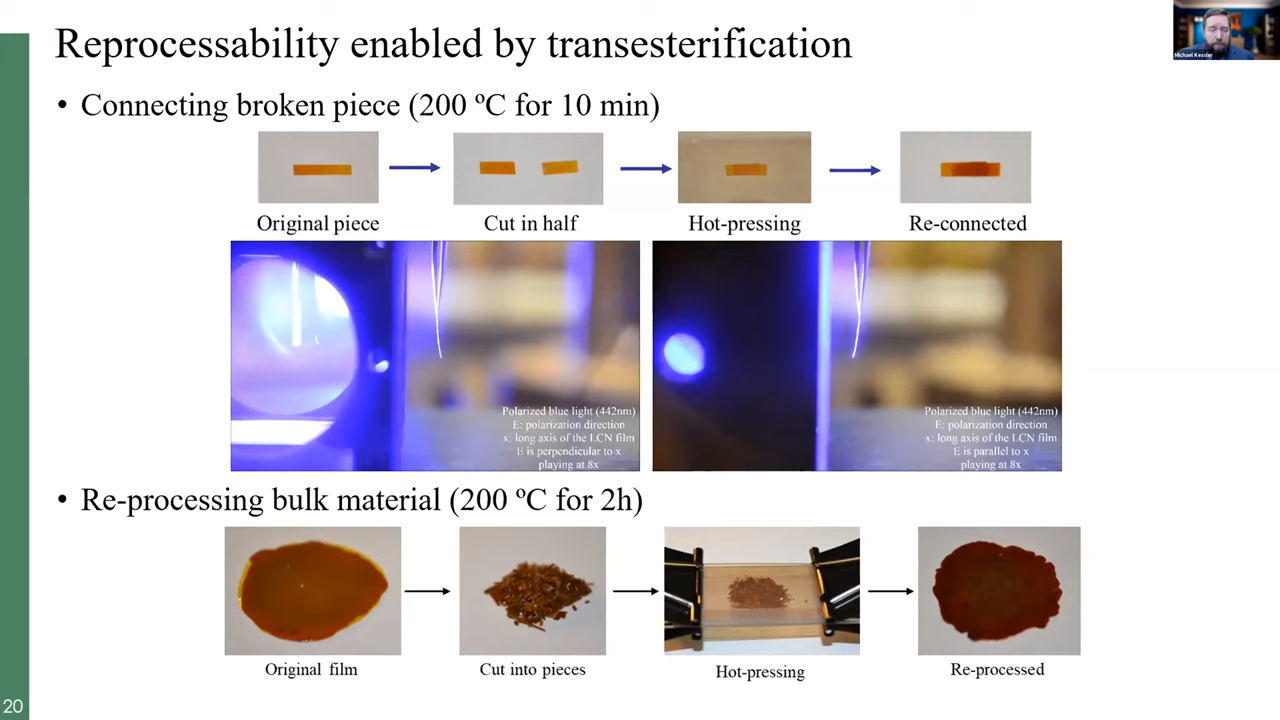 Reprocessability enabled by transesterification
Michael Kessler
• Connecting broken piece (200 ºC for 10 min)
Original piece
Cut in half
Hot-pressing
Re-connected
Polarized blue light (442nm)
E: polarization direction
x: long axis of the LCN film
E is perpendicular to x
playing at 8x
Polarized blue light (442nm)
E: polarization direction
x: long axis of the LCN film
E is parallel to x
playing at 8x
• Re-processing bulk material (200 ºC for 2h)
Original film
Cut into pieces
Hot-pressing
Re-processed
20